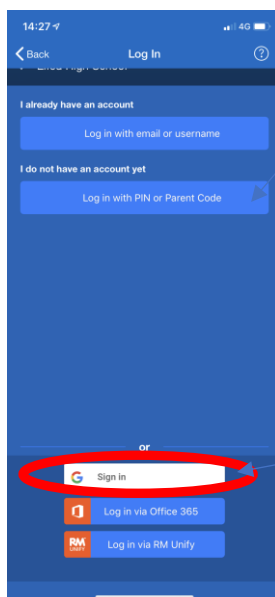 14:27
4G
Back
Log In
?
High
I already have an account
Log in with email or username
I do not have an account yet
Log in with PIN or Parent Code
or
G Sign in
Log in via Office 365
RM UNIFY Log in via RM Unify